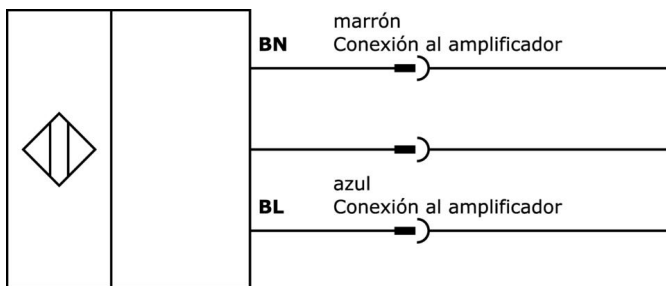 marrón
BN Conexión al amplificador
azul
BL Conexión al amplificador